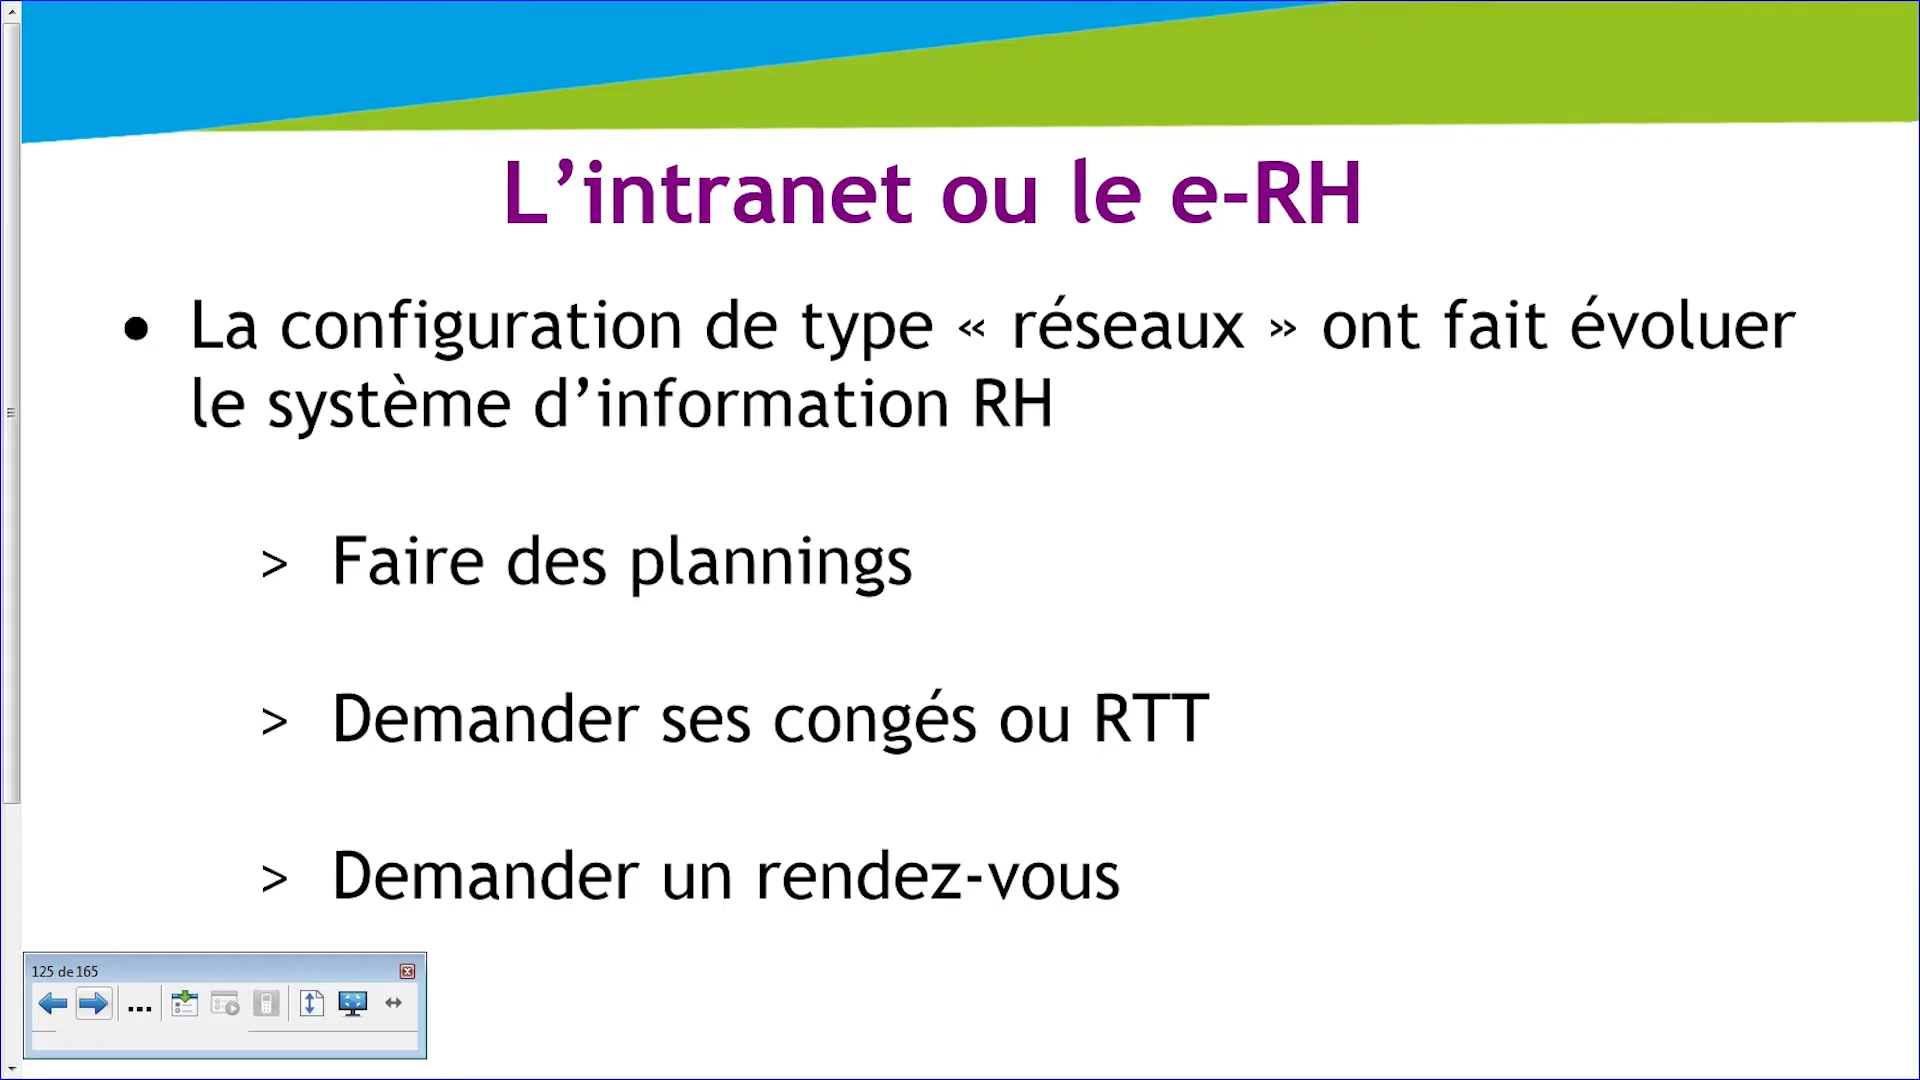 L’intranet ou le e-RH
• La configuration de type « réseaux » ont fait évoluer
le système d’information RH
> Faire des plannings
> Demander ses congés ou RTT
> Demander un rendez-vous
125 de 165